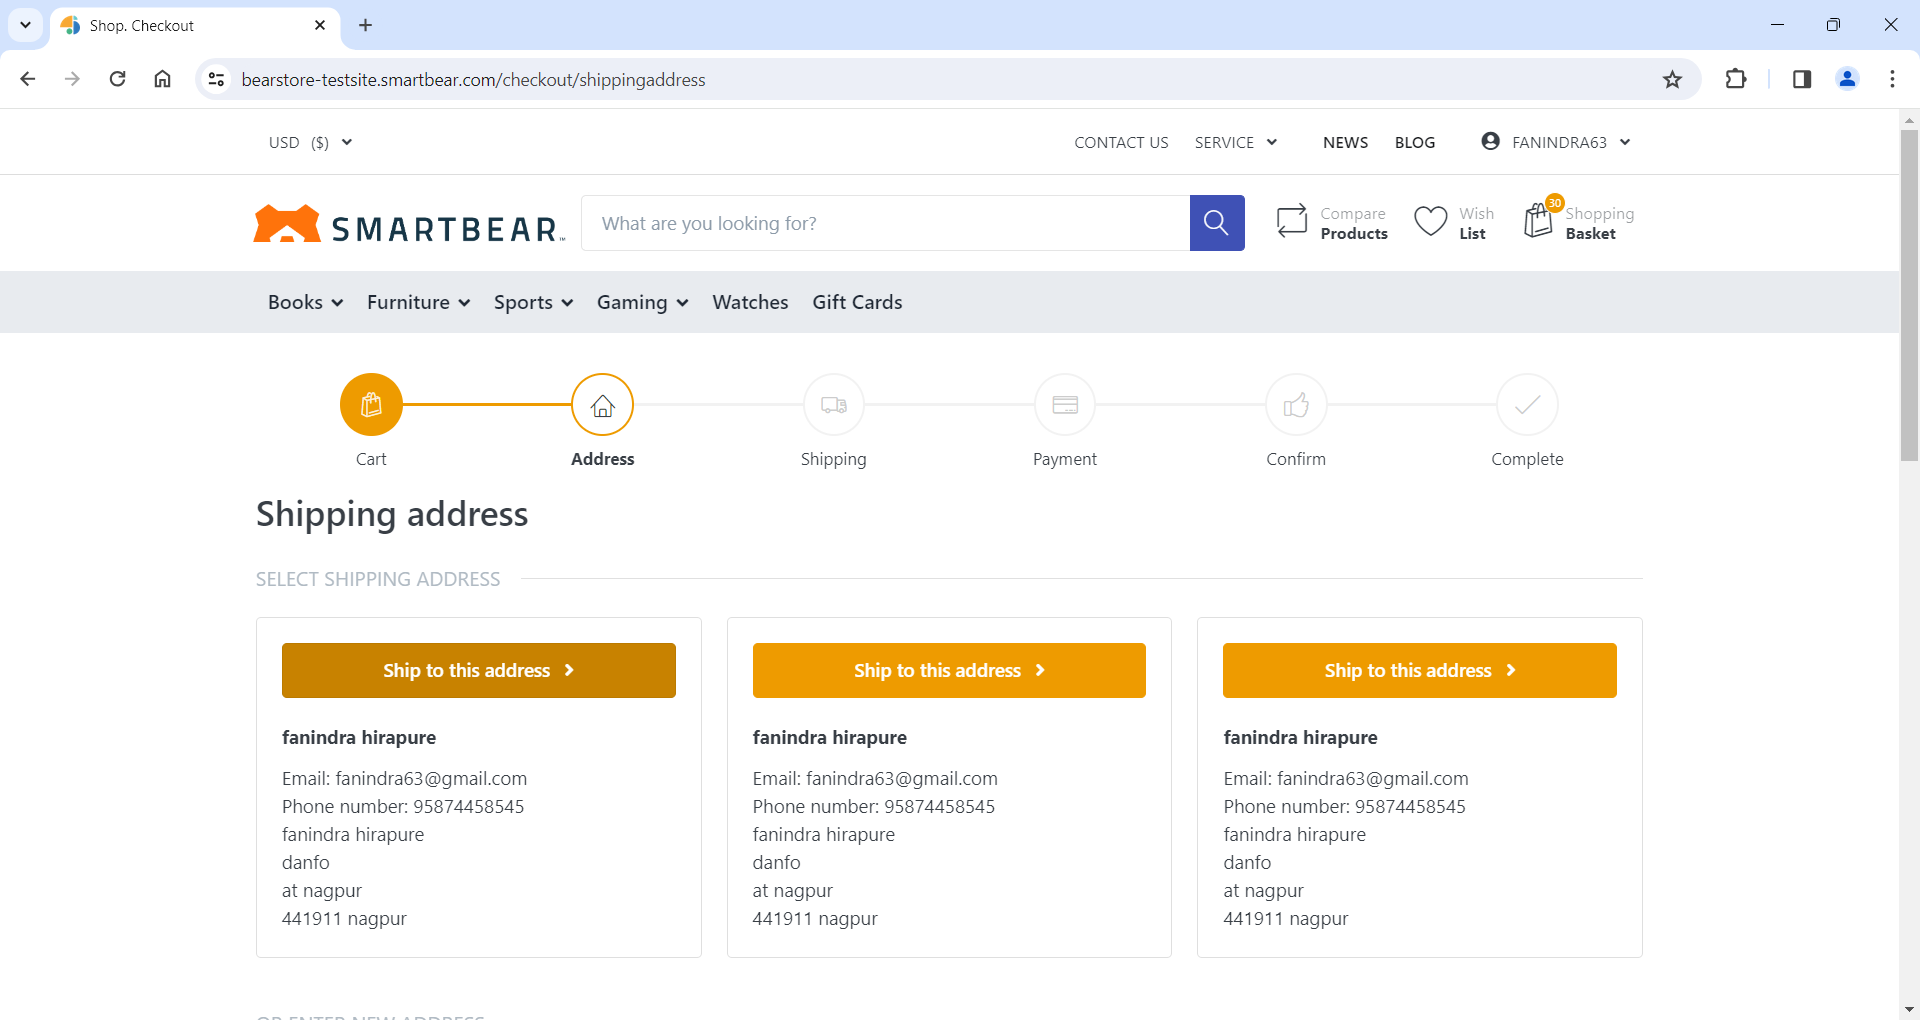 Shop. Checkout
bearstore-testsite.smartbear.com/checkout/shippingaddress
USD ($)
CONTACT US SERVICE NEWS BLOG FANINDRA63
SMARTBEAR™
What are you looking for?
Compare Products
Wish List
30
Shopping Basket
Books Furniture Sports Gaming Watches Gift Cards
Cart Address Shipping Payment Confirm Complete
Shipping address
SELECT SHIPPING ADDRESS
Ship to this address
fanindra hirapure
Email: fanindra63@gmail.com
Phone number: 95874458545
fanindra hirapure
danfo
at nagpur
441911 nagpur
Ship to this address
fanindra hirapure
Email: fanindra63@gmail.com
Phone number: 95874458545
fanindra hirapure
danfo
at nagpur
441911 nagpur
Ship to this address
fanindra hirapure
Email: fanindra63@gmail.com
Phone number: 95874458545
fanindra hirapure
danfo
at nagpur
441911 nagpur
OR ENTER NEW ADDRESS